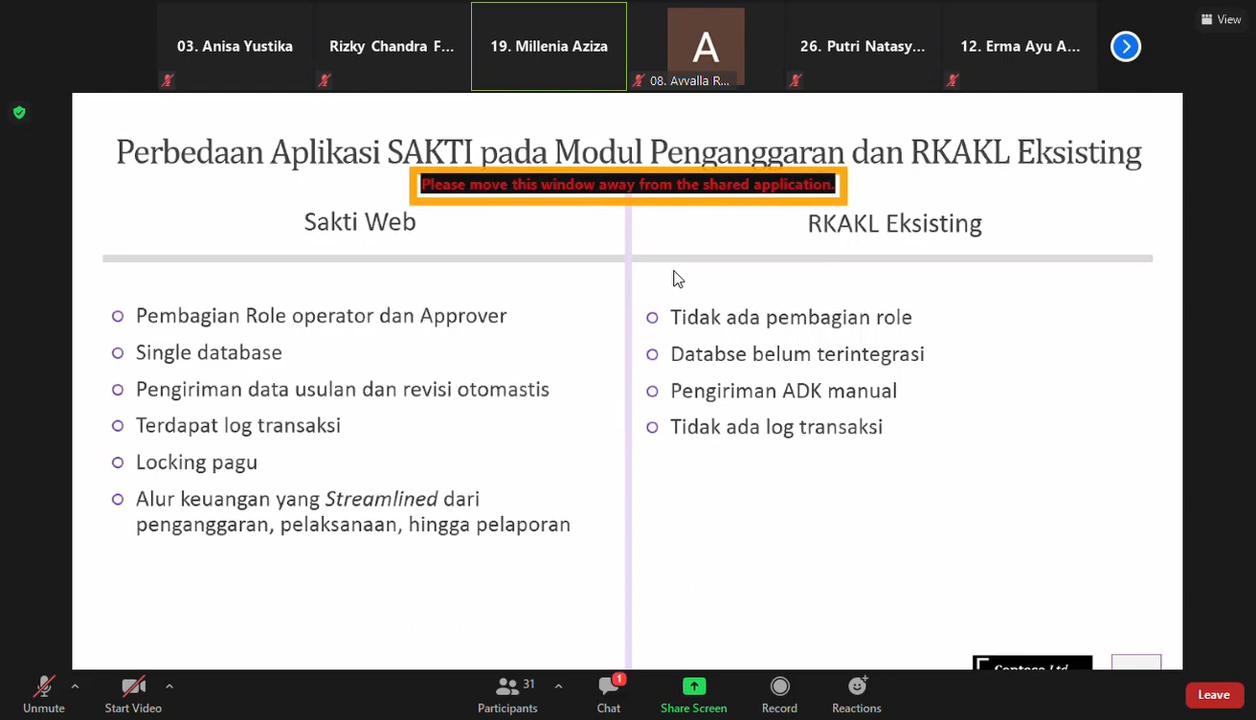 03. Anisa Yustika
Rizky Chandra F...
19. Millenia Aziza
A
08. Avvalla R...
26. Putri Natasy...
12. Erma Ayu A...
View
Perbedaan Aplikasi SAKTI pada Modul Penganggaran dan RKAKL Eksisting
Please move this window away from the shared application.
Sakti Web
Pembagian Role operator dan Approver
Single database
Pengiriman data usulan dan revisi otomastis
Terdapat log transaksi
Locking pagu
Alur keuangan yang Streamlined dari
penganggaran, pelaksanaan, hingga pelaporan
RKAKL Eksisting
Tidak ada pembagian role
Databse belum terintegrasi
Pengiriman ADK manual
Tidak ada log transaksi
Contoso Ltd.
Unmute
Start Video
31
Participants
1
Chat
Share Screen
Record
Reactions
Leave